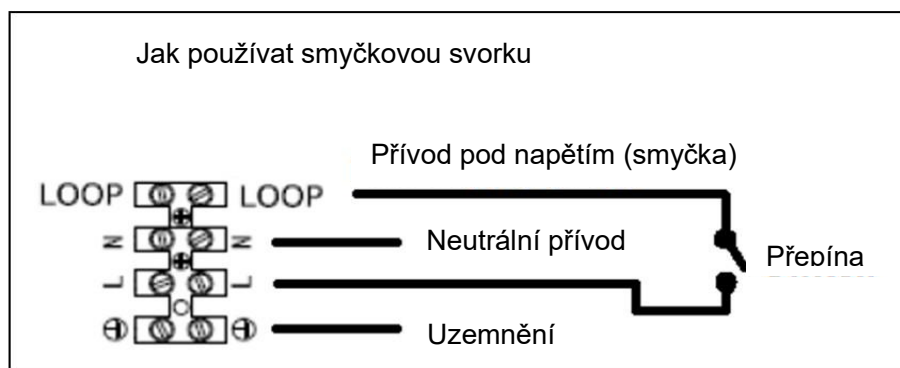 Jak používat smyčkovou svorku
Přívod pod napětím (smyčka)
LOOP LOOP
N N Neutrální přívod
Přepína
L L
Uzemnění